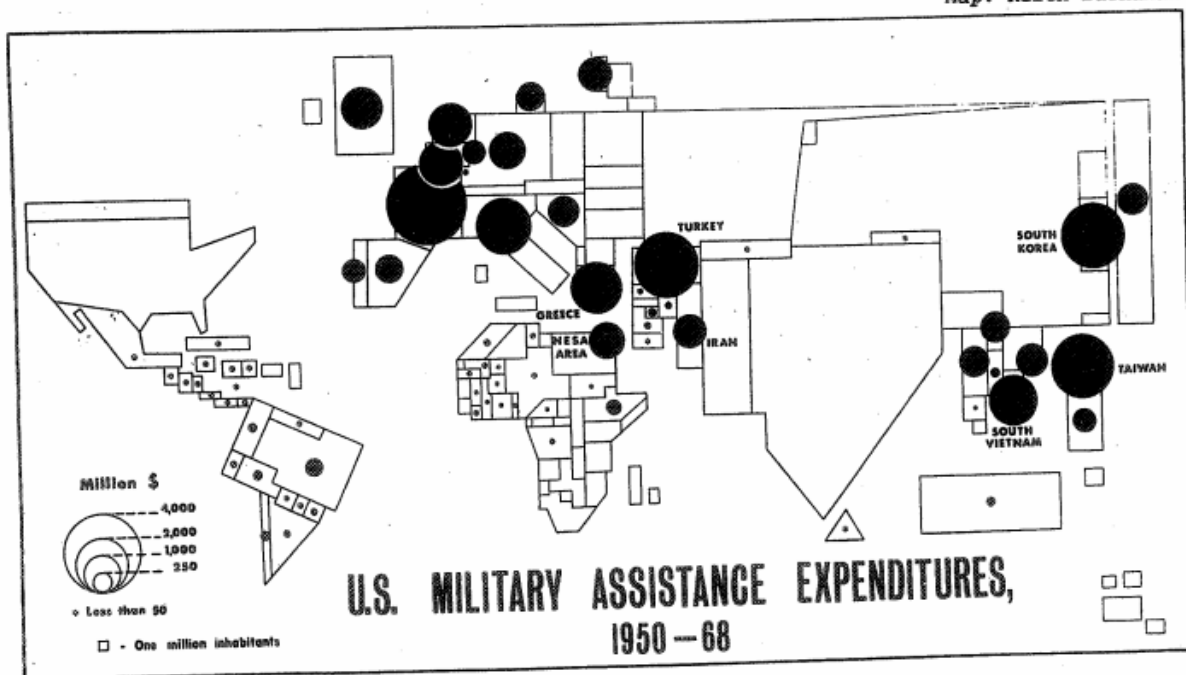 TURKEY
SOUTH
KOREA
GREECE
NESA
AREA
IRAN
TAIWAN
SOUTH
VIETNAM
Million $
4,000
2,000
1,000
250
Less than 50
- One million inhabitants
U.S. MILITARY ASSISTANCE EXPENDITURES,
1950—68